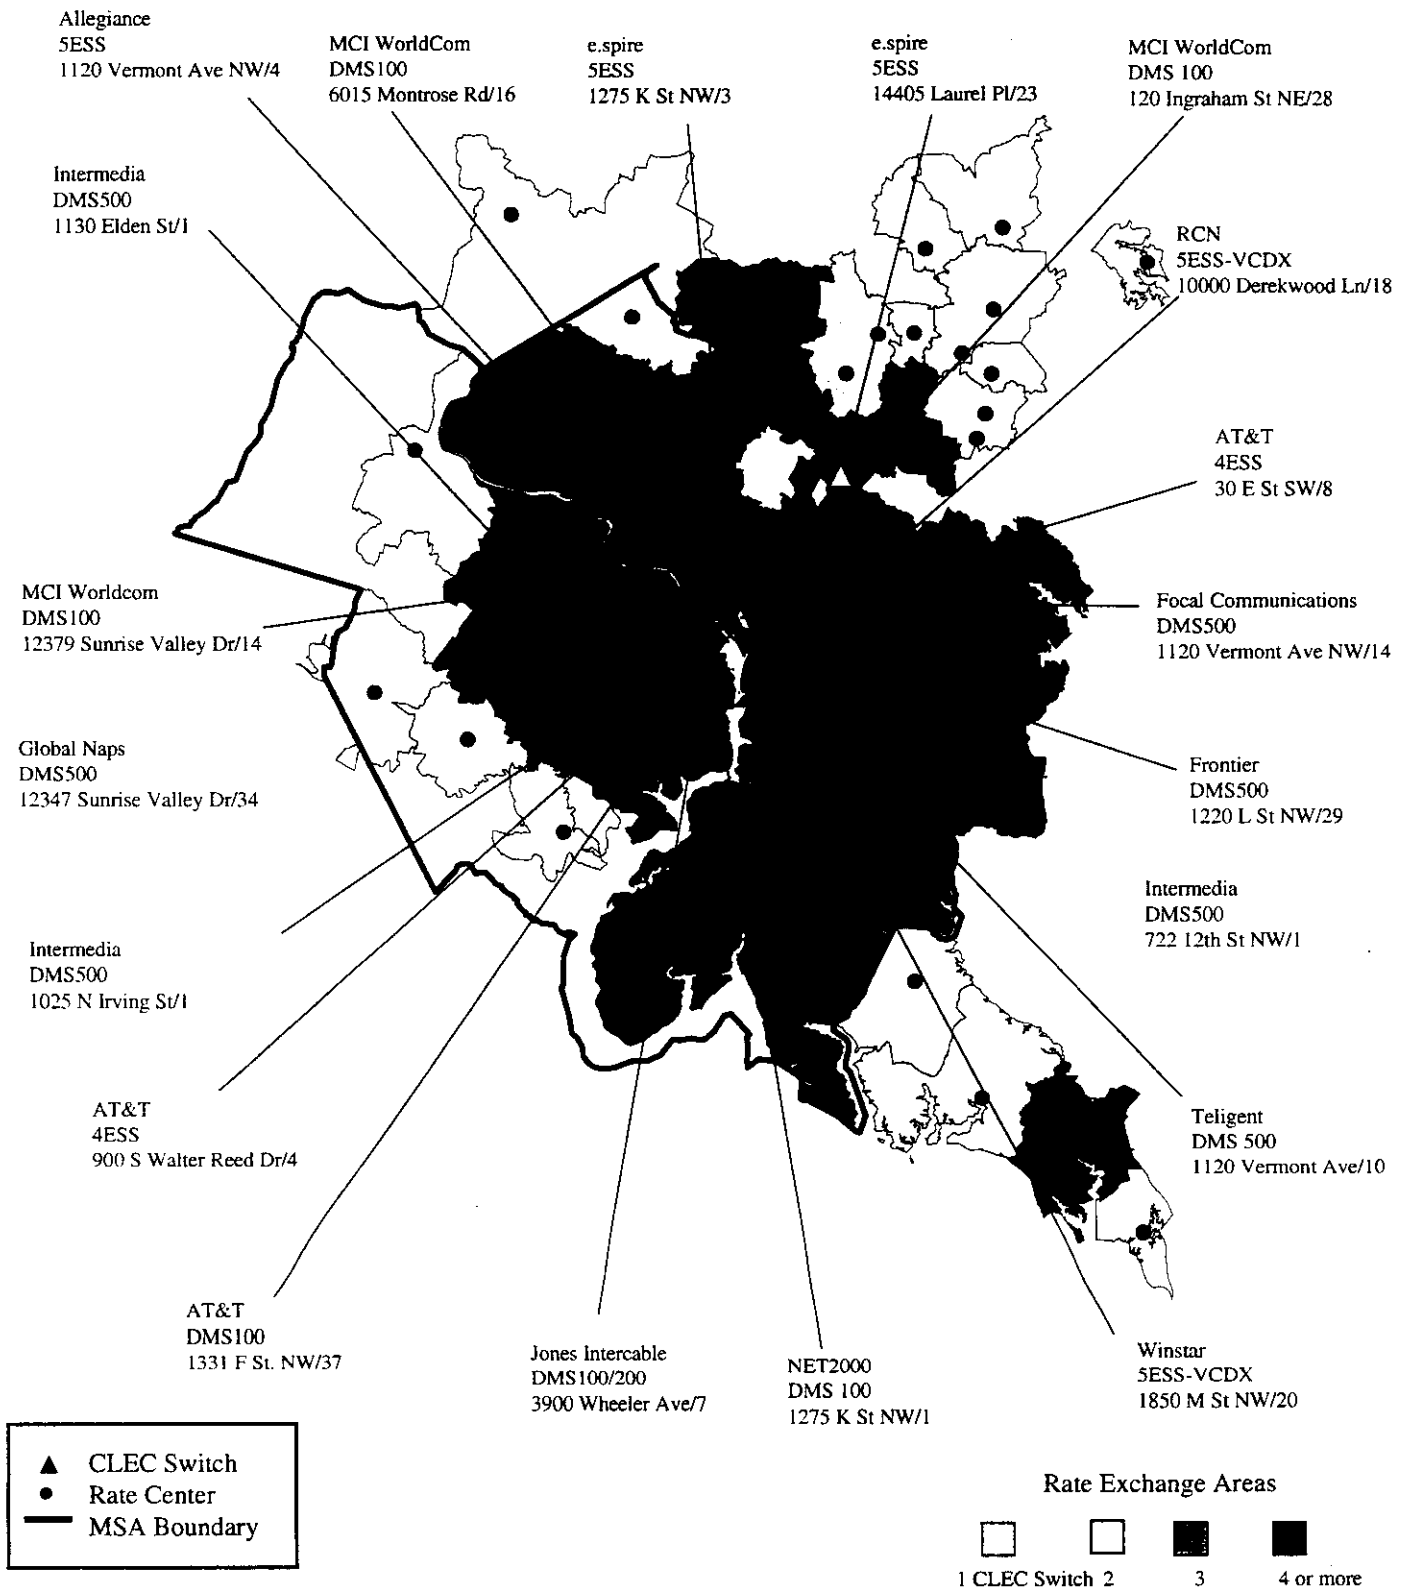 Allegiance
5ESS
1120 Vermont Ave NW/4
MCI WorldCom
DMS100
6015 Montrose Rd/16
e.spire
5ESS
1275 K St NW/3
e.spire
5ESS
14405 Laurel Pl/23
MCI WorldCom
DMS 100
120 Ingraham St NE/28
Intermedia
DMS500
1130 Elden St/1
RCN
5ESS-VCDX
10000 Derekwood Ln/18
AT&T
4ESS
30 E St SW/8
MCI Worldcom
DMS100
12379 Sunrise Valley Dr/14
Focal Communications
DMS500
1120 Vermont Ave NW/14
Global Naps
DMS500
12347 Sunrise Valley Dr/34
Frontier
DMS500
1220 L St NW/29
Intermedia
DMS500
722 12th St NW/1
Intermedia
DMS500
1025 N Irving St/1
AT&T
4ESS
900 S Walter Reed Dr/4
Teligent
DMS 500
1120 Vermont Ave/10
AT&T
DMS100
1331 F St. NW/37
Jones Intercable
DMS100/200
3900 Wheeler Ave/7
NET2000
DMS 100
1275 K St NW/1
Winstar
5ESS-VCDX
1850 M St NW/20
CLEC Switch
Rate Center
MSA Boundary
Rate Exchange Areas
1 CLEC Switch 2 3 4 or more